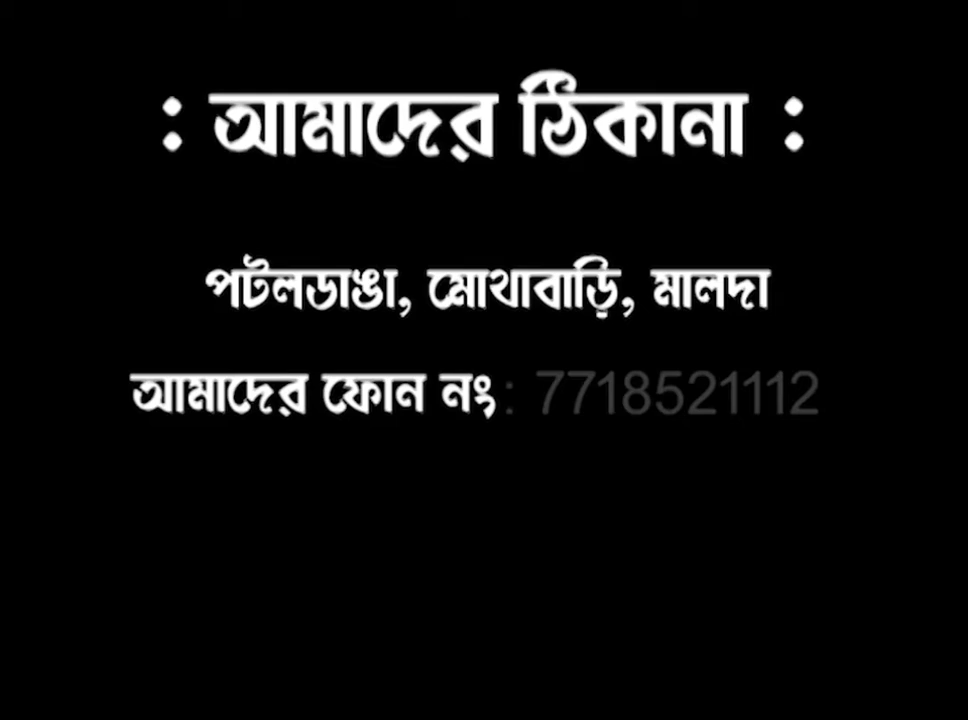 : আমাদের ঠিকানা :
পটলডাঙা, মোথাবাড়ি, মালদা
আমাদের ফোন নং : 7718521112